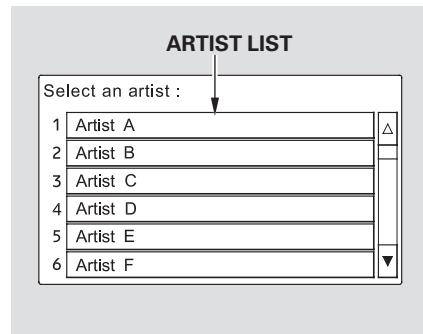 ARTIST LIST
Select an artist :
1 Artist A
2 Artist B
3 Artist C
4 Artist D
5 Artist E
6 Artist F